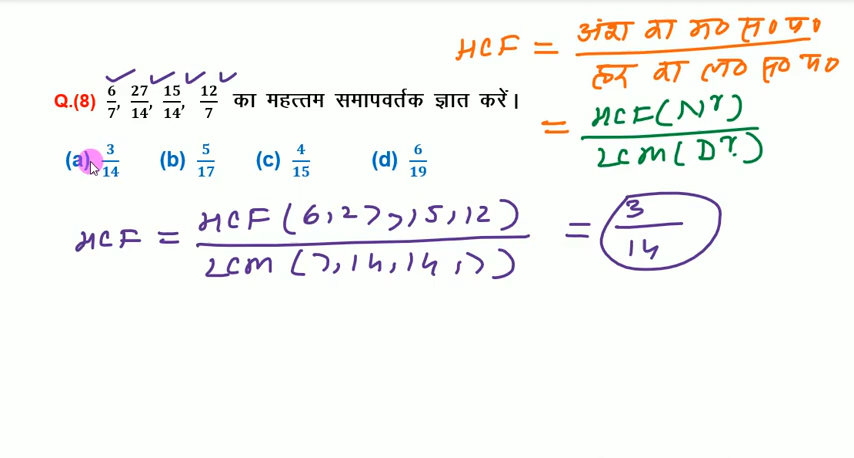 HCF = अंश का म० स० प० / हर का ल० स० प०
= HCF(Nʳ) / LCM(Dʳ)
Q.(8) 6/7, 27/14, 15/14, 12/7 का महत्तम समापवर्तक ज्ञात करें।
(a) 3/14 (b) 5/17 (c) 4/15 (d) 6/19
HCF = HCF(6,27,15,12) / LCM(7,14,14,7) = 3/14